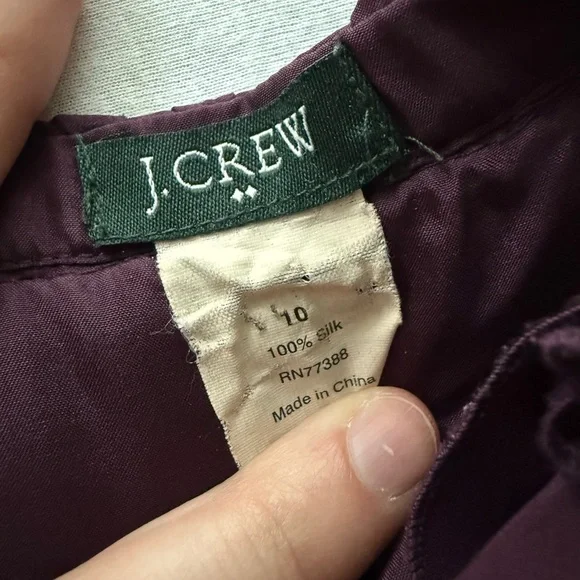 J.CREW
10
100% Silk
RN77388
Made in China